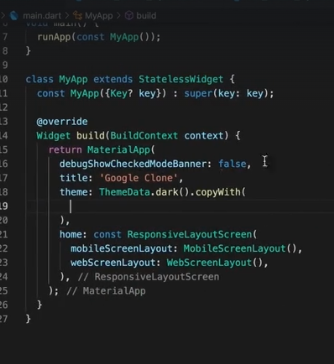 main.dart > MyApp > build
void main() {
7 runApp(const MyApp());
8 }
9
10
11 class MyApp extends StatelessWidget {
11 const MyApp({Key? key}) : super(key: key);
12
13 @override
14 Widget build(BuildContext context) {
15 return MaterialApp(
16 debugShowCheckedModeBanner: false,
17 title: 'Google Clone',
18 theme: ThemeData.dark().copyWith(
19
20 ),
21 home: const ResponsiveLayoutScreen(
22 mobileScreenLayout: MobileScreenLayout(),
23 webScreenLayout: WebScreenLayout(),
24 ), // ResponsiveLayoutScreen
25 ); // MaterialApp
26 }
27 }